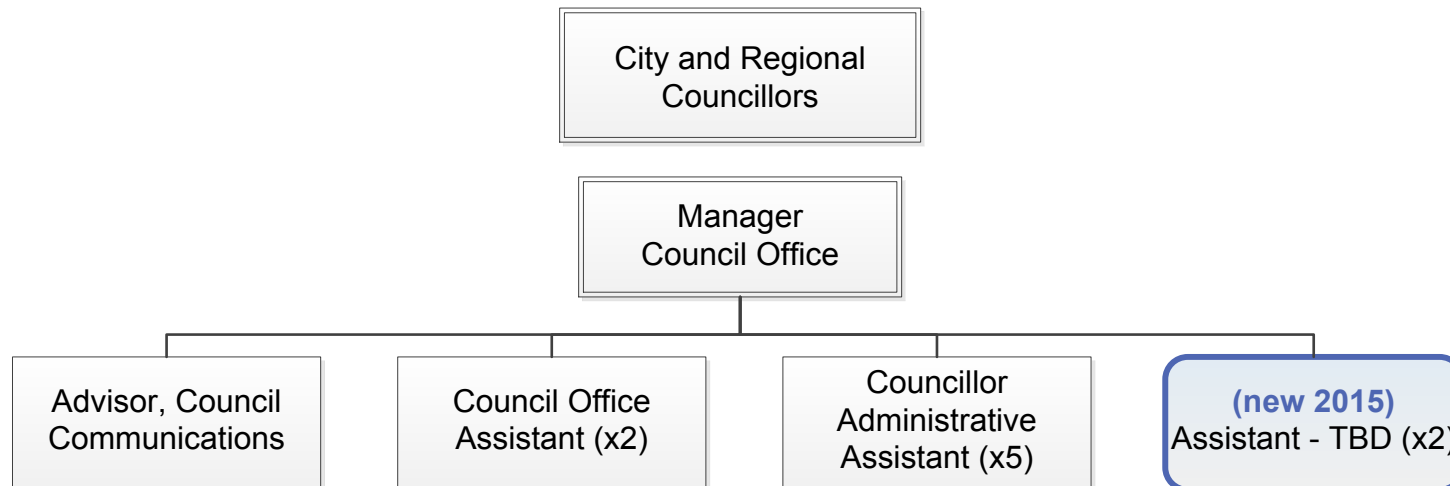 City and Regional
Councillors
Manager
Council Office
Advisor, Council
Communications
Council Office
Assistant (x2)
Councillor
Administrative
Assistant (x5)
(new 2015)
Assistant - TBD (x2)